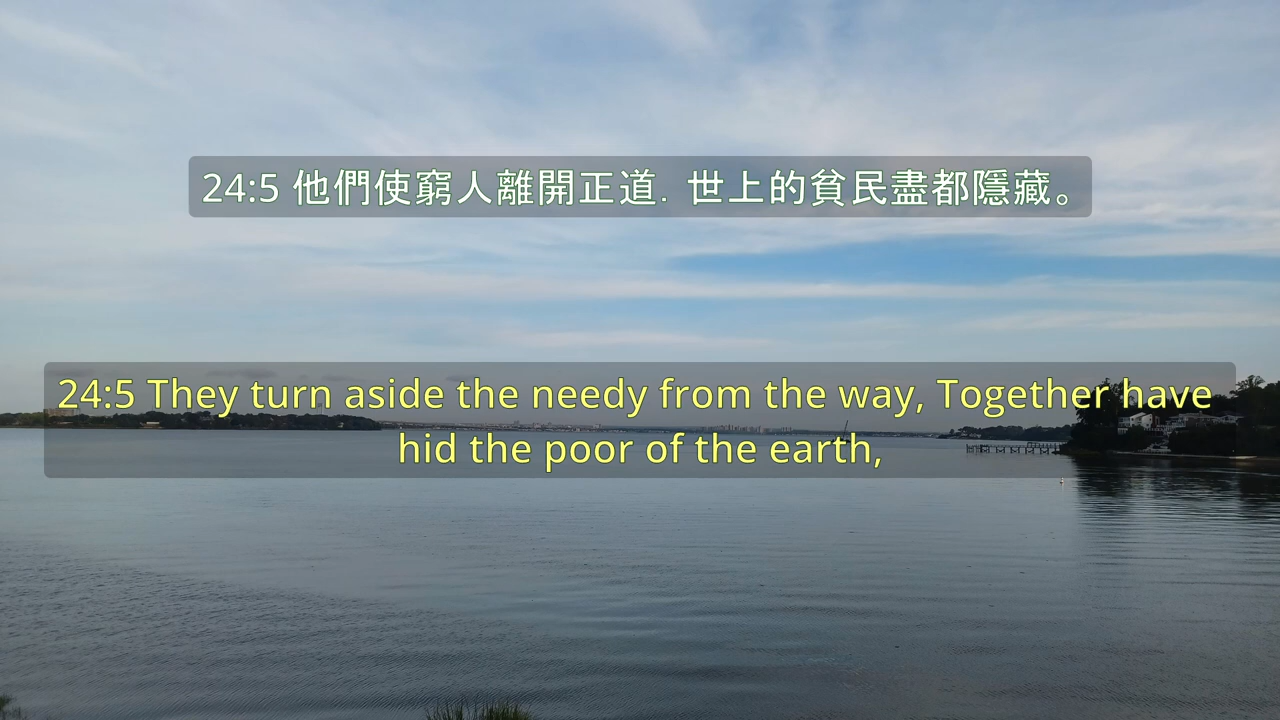 24:5 他們使窮人離開正道．世上的貧民盡都隱藏。
24:5 They turn aside the needy from the way, Together have
hid the poor of the earth,